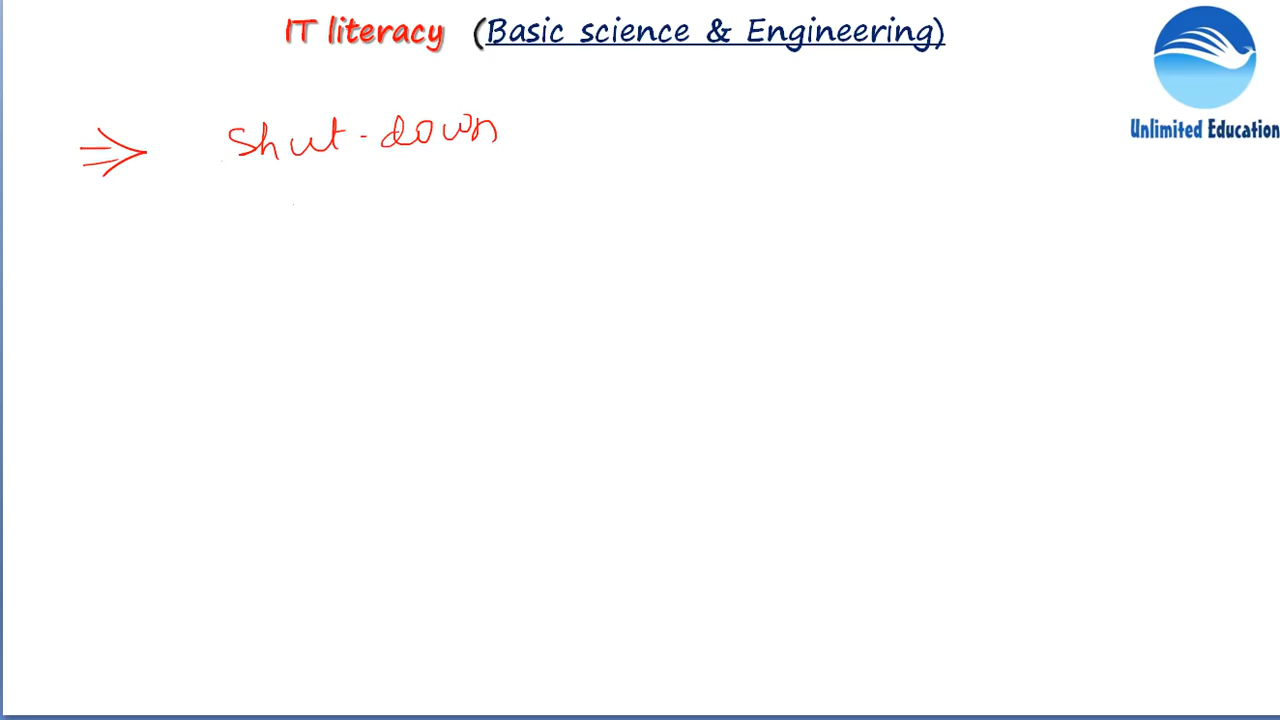 IT literacy (Basic science & Engineering)
Unlimited Education
Shut-down